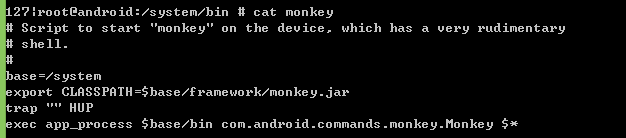 127|root@android:/system/bin # cat monkey
# Script to start "monkey" on the device, which has a very rudimentary
# shell.
#
base=/system
export CLASSPATH=$base/framework/monkey.jar
trap "" HUP
exec app_process $base/bin com.android.commands.monkey.Monkey $*